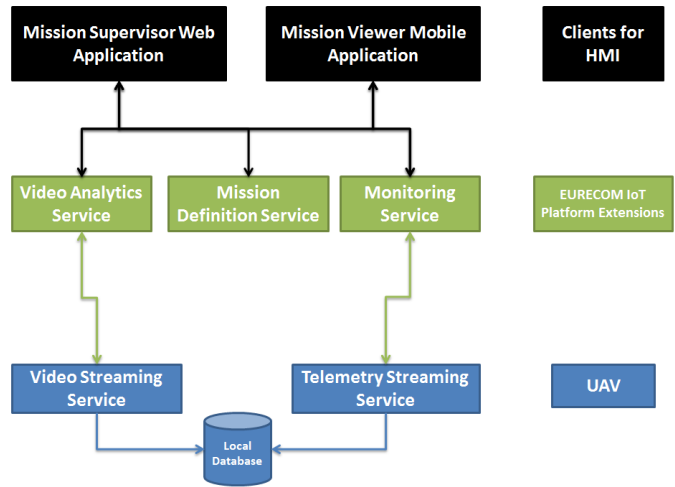 Mission Supervisor Web
Application
Mission Viewer Mobile
Application
Clients for
HMI
Video Analytics
Service
Mission
Definition Service
Monitoring
Service
EURECOM IoT
Platform Extensions
Video Streaming
Service
Telemetry Streaming
Service
UAV
Local
Database